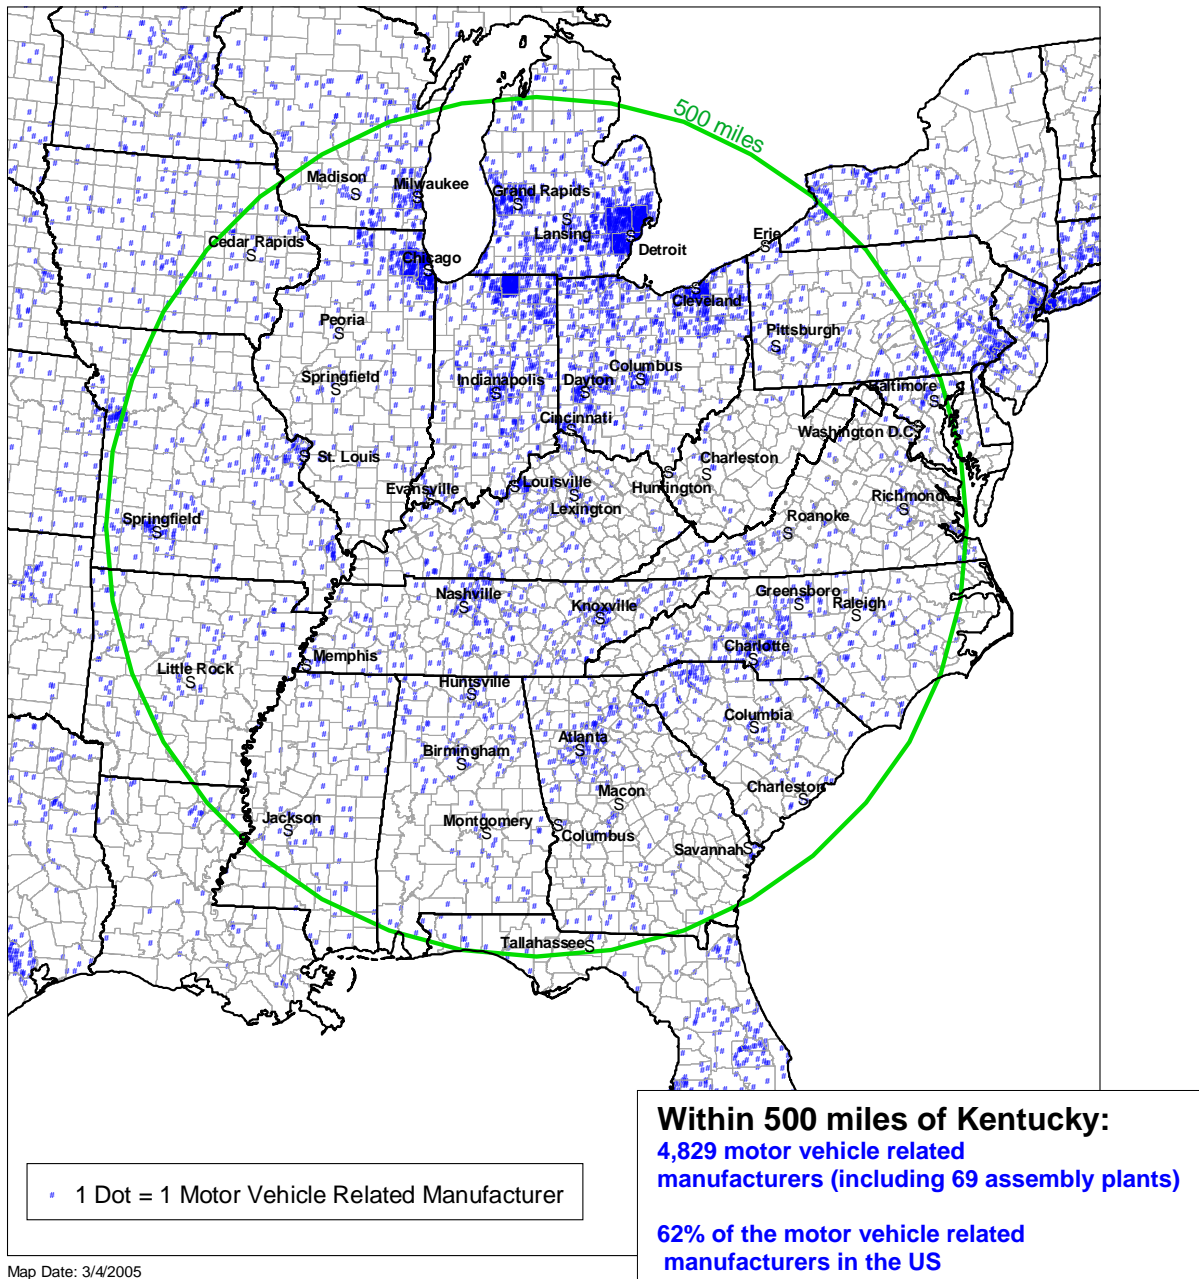 500 miles
Madison
S
Milwaukee
S
Grand Rapids
S
S
Lansing
S
Detroit
Erie
S
Cedar Rapids
S
Chicago
S
S
Cleveland
Peoria
S
Pittsburgh
S
Springfield
S
Indianapolis
S
Dayton
S
Columbus
S
Baltimore
S
Cincinnati
S
Washington D.C.
S
S
St. Louis
Charleston
S
S
Huntington
Evansville
S
S
Louisville
S
Lexington
Richmond
S
Roanoke
S
Springfield
S
Nashville
S
Knoxville
S
Greensboro
S
Raleigh
S
Charlotte
S
Memphis
S
Little Rock
S
Huntsville
S
Columbia
S
Birmingham
S
Atlanta
S
Macon
S
Charleston
S
Jackson
S
Montgomery
S
S
Columbus
Savannah
S
Tallahassee
S
1 Dot = 1 Motor Vehicle Related Manufacturer
Within 500 miles of Kentucky:
4,829 motor vehicle related
manufacturers (including 69 assembly plants)
62% of the motor vehicle related
manufacturers in the US
Map Date: 3/4/2005